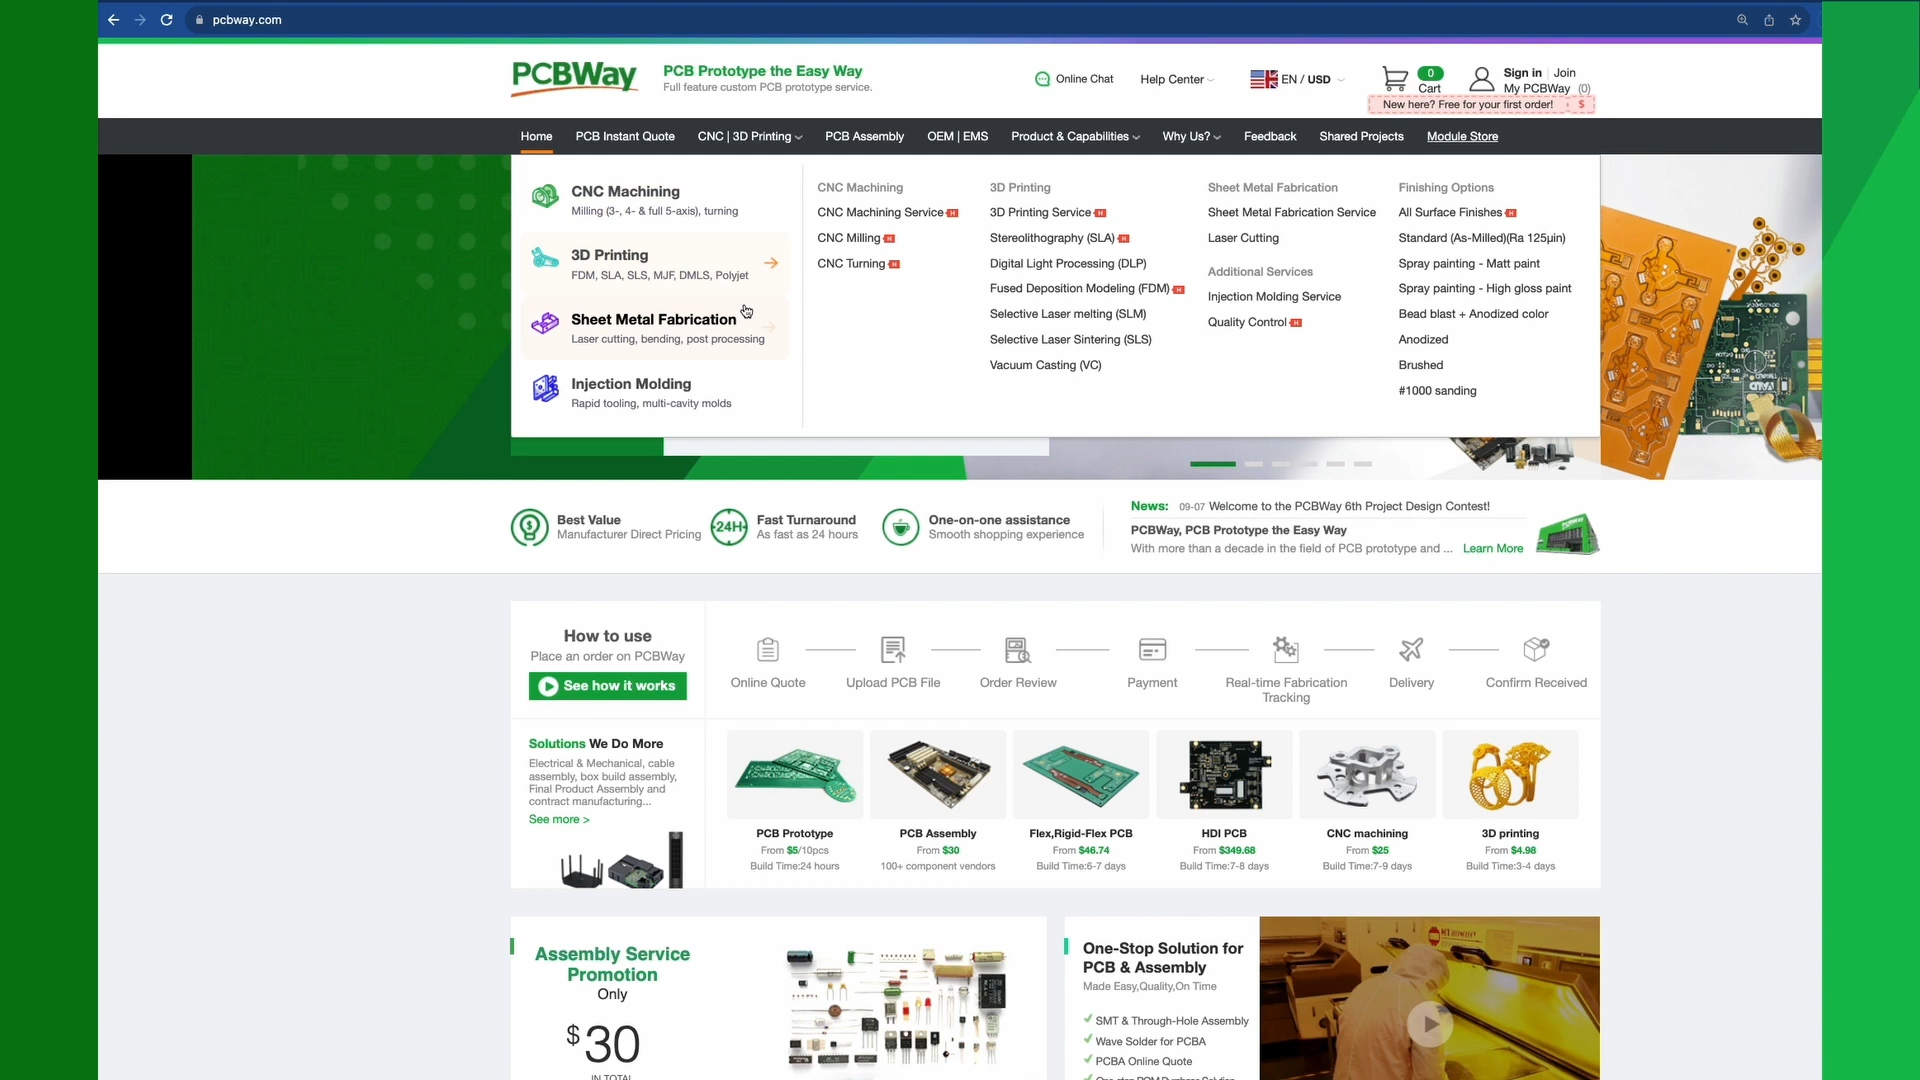 pcbway.com
PCBWay
PCB Prototype the Easy Way
Full feature custom PCB prototype service.
Online Chat
Help Center
EN / USD
0
Cart
Sign in Join
My PCBWay (0)
New here? Free for your first order! $
Home PCB Instant Quote CNC | 3D Printing PCB Assembly OEM | EMS Product & Capabilities Why Us? Feedback Shared Projects Module Store
CNC Machining
Milling (3-, 4- & full 5-axis), turning
3D Printing
FDM, SLA, SLS, MJF, DMLS, Polyjet
Sheet Metal Fabrication
Laser cutting, bending, post processing
Injection Molding
Rapid tooling, multi-cavity molds
CNC Machining
CNC Machining Service H
CNC Milling H
CNC Turning H
3D Printing
3D Printing Service H
Stereolithography (SLA) H
Digital Light Processing (DLP)
Fused Deposition Modeling (FDM) H
Selective Laser melting (SLM)
Selective Laser Sintering (SLS)
Vacuum Casting (VC)
Sheet Metal Fabrication
Sheet Metal Fabrication Service
Laser Cutting
Additional Services
Injection Molding Service
Quality Control H
Finishing Options
All Surface Finishes H
Standard (As-Milled)(Ra 125µin)
Spray painting - Matt paint
Spray painting - High gloss paint
Bead blast + Anodized color
Anodized
Brushed
#1000 sanding
Best Value
Manufacturer Direct Pricing
24H
Fast Turnaround
As fast as 24 hours
One-on-one assistance
Smooth shopping experience
News: 09-07 Welcome to the PCBWay 6th Project Design Contest!
PCBWay, PCB Prototype the Easy Way
With more than a decade in the field of PCB prototype and ... Learn More
How to use
Place an order on PCBWay
See how it works
Online Quote
Upload PCB File
Order Review
Payment
Real-time Fabrication
Tracking
Delivery
Confirm Received
Solutions We Do More
Electrical & Mechanical, cable
assembly, box build assembly,
Final Product Assembly and
contract manufacturing...
See more >
PCB Prototype
From $5/10pcs
Build Time:24 hours
PCB Assembly
From $30
100+ component vendors
Flex,Rigid-Flex PCB
From $46.74
Build Time:6-7 days
HDI PCB
From $349.68
Build Time:7-8 days
CNC machining
From $25
Build Time:7-9 days
3D printing
From $4.98
Build Time:3-4 days
Assembly Service
Promotion
Only
$30
IN TOTAL
One-Stop Solution for
PCB & Assembly
Made Easy,Quality,On Time
SMT & Through-Hole Assembly
Wave Solder for PCBA
PCBA Online Quote